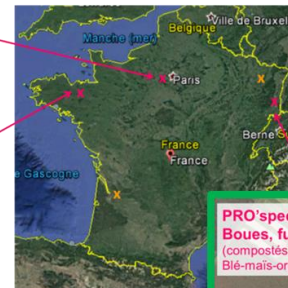 Ville de Bruxel
Belgique
Manche (mer)
Paris
Berne
France
France
e Gascogne
PRO'spec
Boues, fu
(compostés
Blé-maïs-or